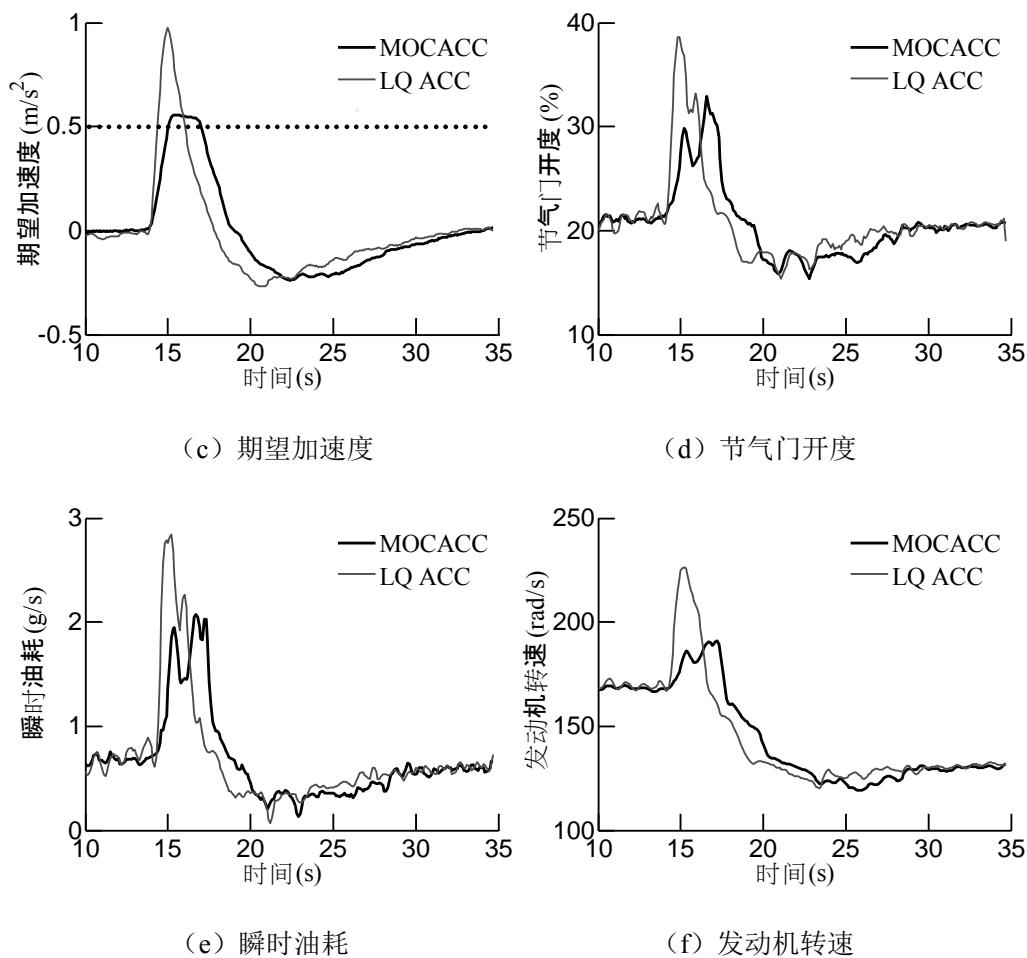 1
0.5
0
-0.5
10 15 20 25 30 35
期望加速度 (m/s²)
时间(s)
MOCACC
LQ ACC
(c) 期望加速度
40
30
20
10
10 15 20 25 30 35
节气门开度 (%)
时间(s)
MOCACC
LQ ACC
(d) 节气门开度
3
2
1
0
10 15 20 25 30 35
瞬时油耗 (g/s)
时间(s)
MOCACC
LQ ACC
(e) 瞬时油耗
250
200
150
100
10 15 20 25 30 35
发动机转速 (rad/s)
时间(s)
MOCACC
LQ ACC
(f) 发动机转速